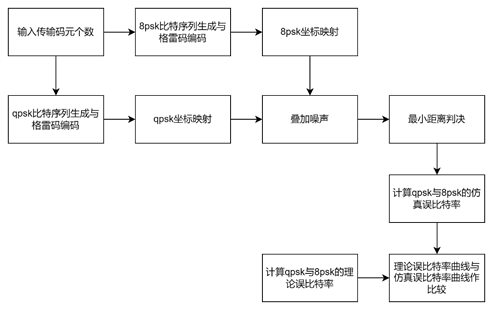 输入传输码元个数
8psk比特序列生成与
格雷码编码
8psk坐标映射
qpsk比特序列生成与
格雷码编码
qpsk坐标映射
叠加噪声
最小距离判决
计算qpsk与8psk的仿
真误比特率
计算qpsk与8psk的理
论误比特率
理论误比特率曲线与
仿真误比特率曲线作
比较